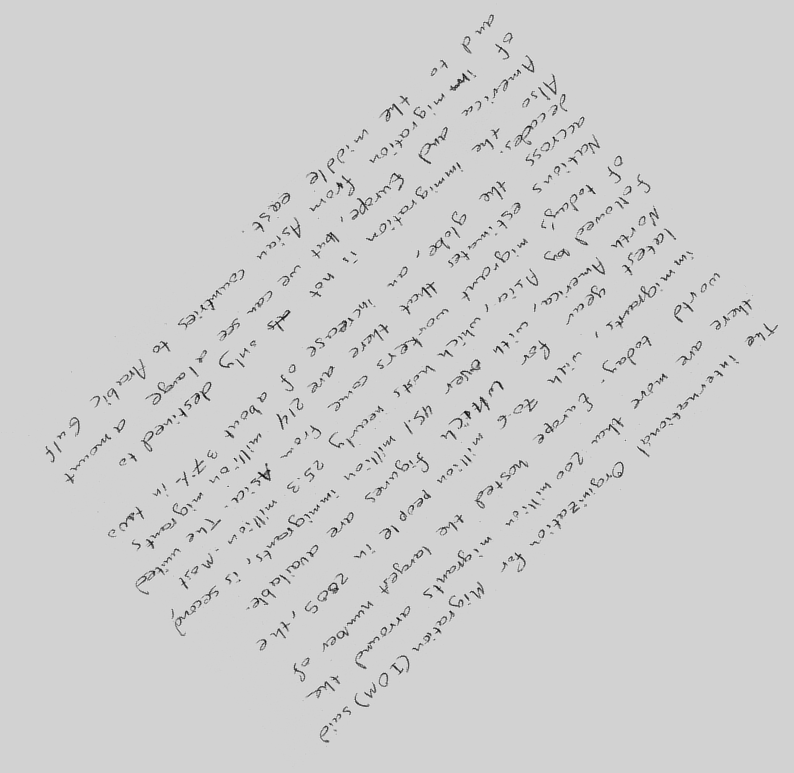 The international Orginization for Migration (IOM) said
there are more than 200 million migrants arround the
world today. Europe hosted the largest number of
immigrants, with 70.6 million people in 2005, the
latest year for which figures are available.
North America, with over 45.1 million immigrants, is second,
followed by Asia, which hosts nearly 25.3 million. Most
of today's migrant workers come from Asia. The united
Nations estimates that there are 214 million migrants
accross the globe, an increase of about 37% in two
decades.
Also the immigration is not only destined to
America and Europe, but we can see a large amount
of immigration from Asian countries to Arabic Gulf
and to the middle east.